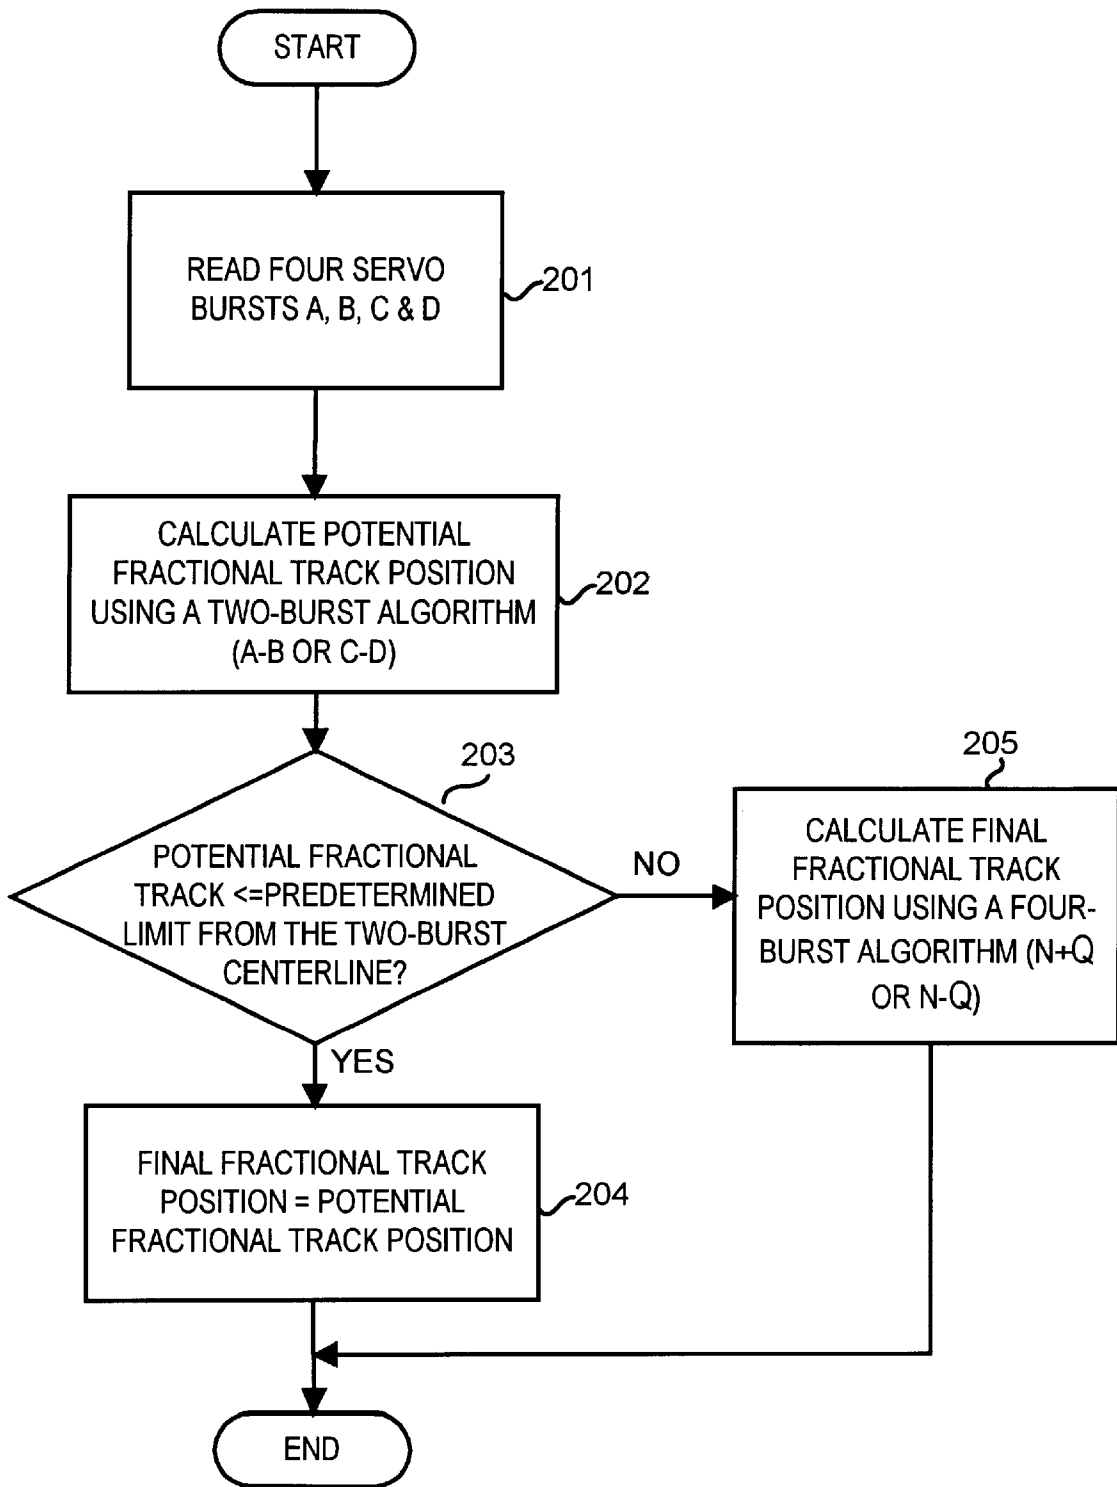 START
READ FOUR SERVO
BURSTS A, B, C & D
201
CALCULATE POTENTIAL
FRACTIONAL TRACK POSITION
USING A TWO-BURST ALGORITHM
(A-B OR C-D)
202
203
POTENTIAL FRACTIONAL
TRACK <=PREDETERMINED
LIMIT FROM THE TWO-BURST
CENTERLINE?
NO
205
CALCULATE FINAL
FRACTIONAL TRACK
POSITION USING A FOUR-
BURST ALGORITHM (N+Q
OR N-Q)
YES
FINAL FRACTIONAL TRACK
POSITION = POTENTIAL
FRACTIONAL TRACK POSITION
204
END